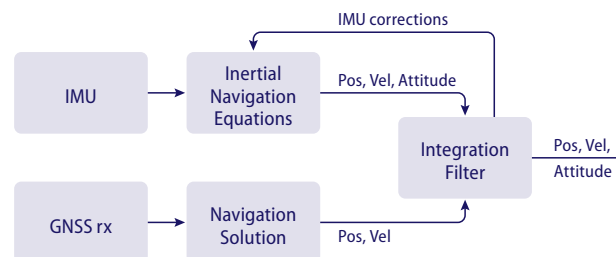 IMU corrections
IMU
Inertial
Navigation
Equations
Pos, Vel, Attitude
Integration
Filter
Pos, Vel,
Attitude
GNSS rx
Navigation
Solution
Pos, Vel